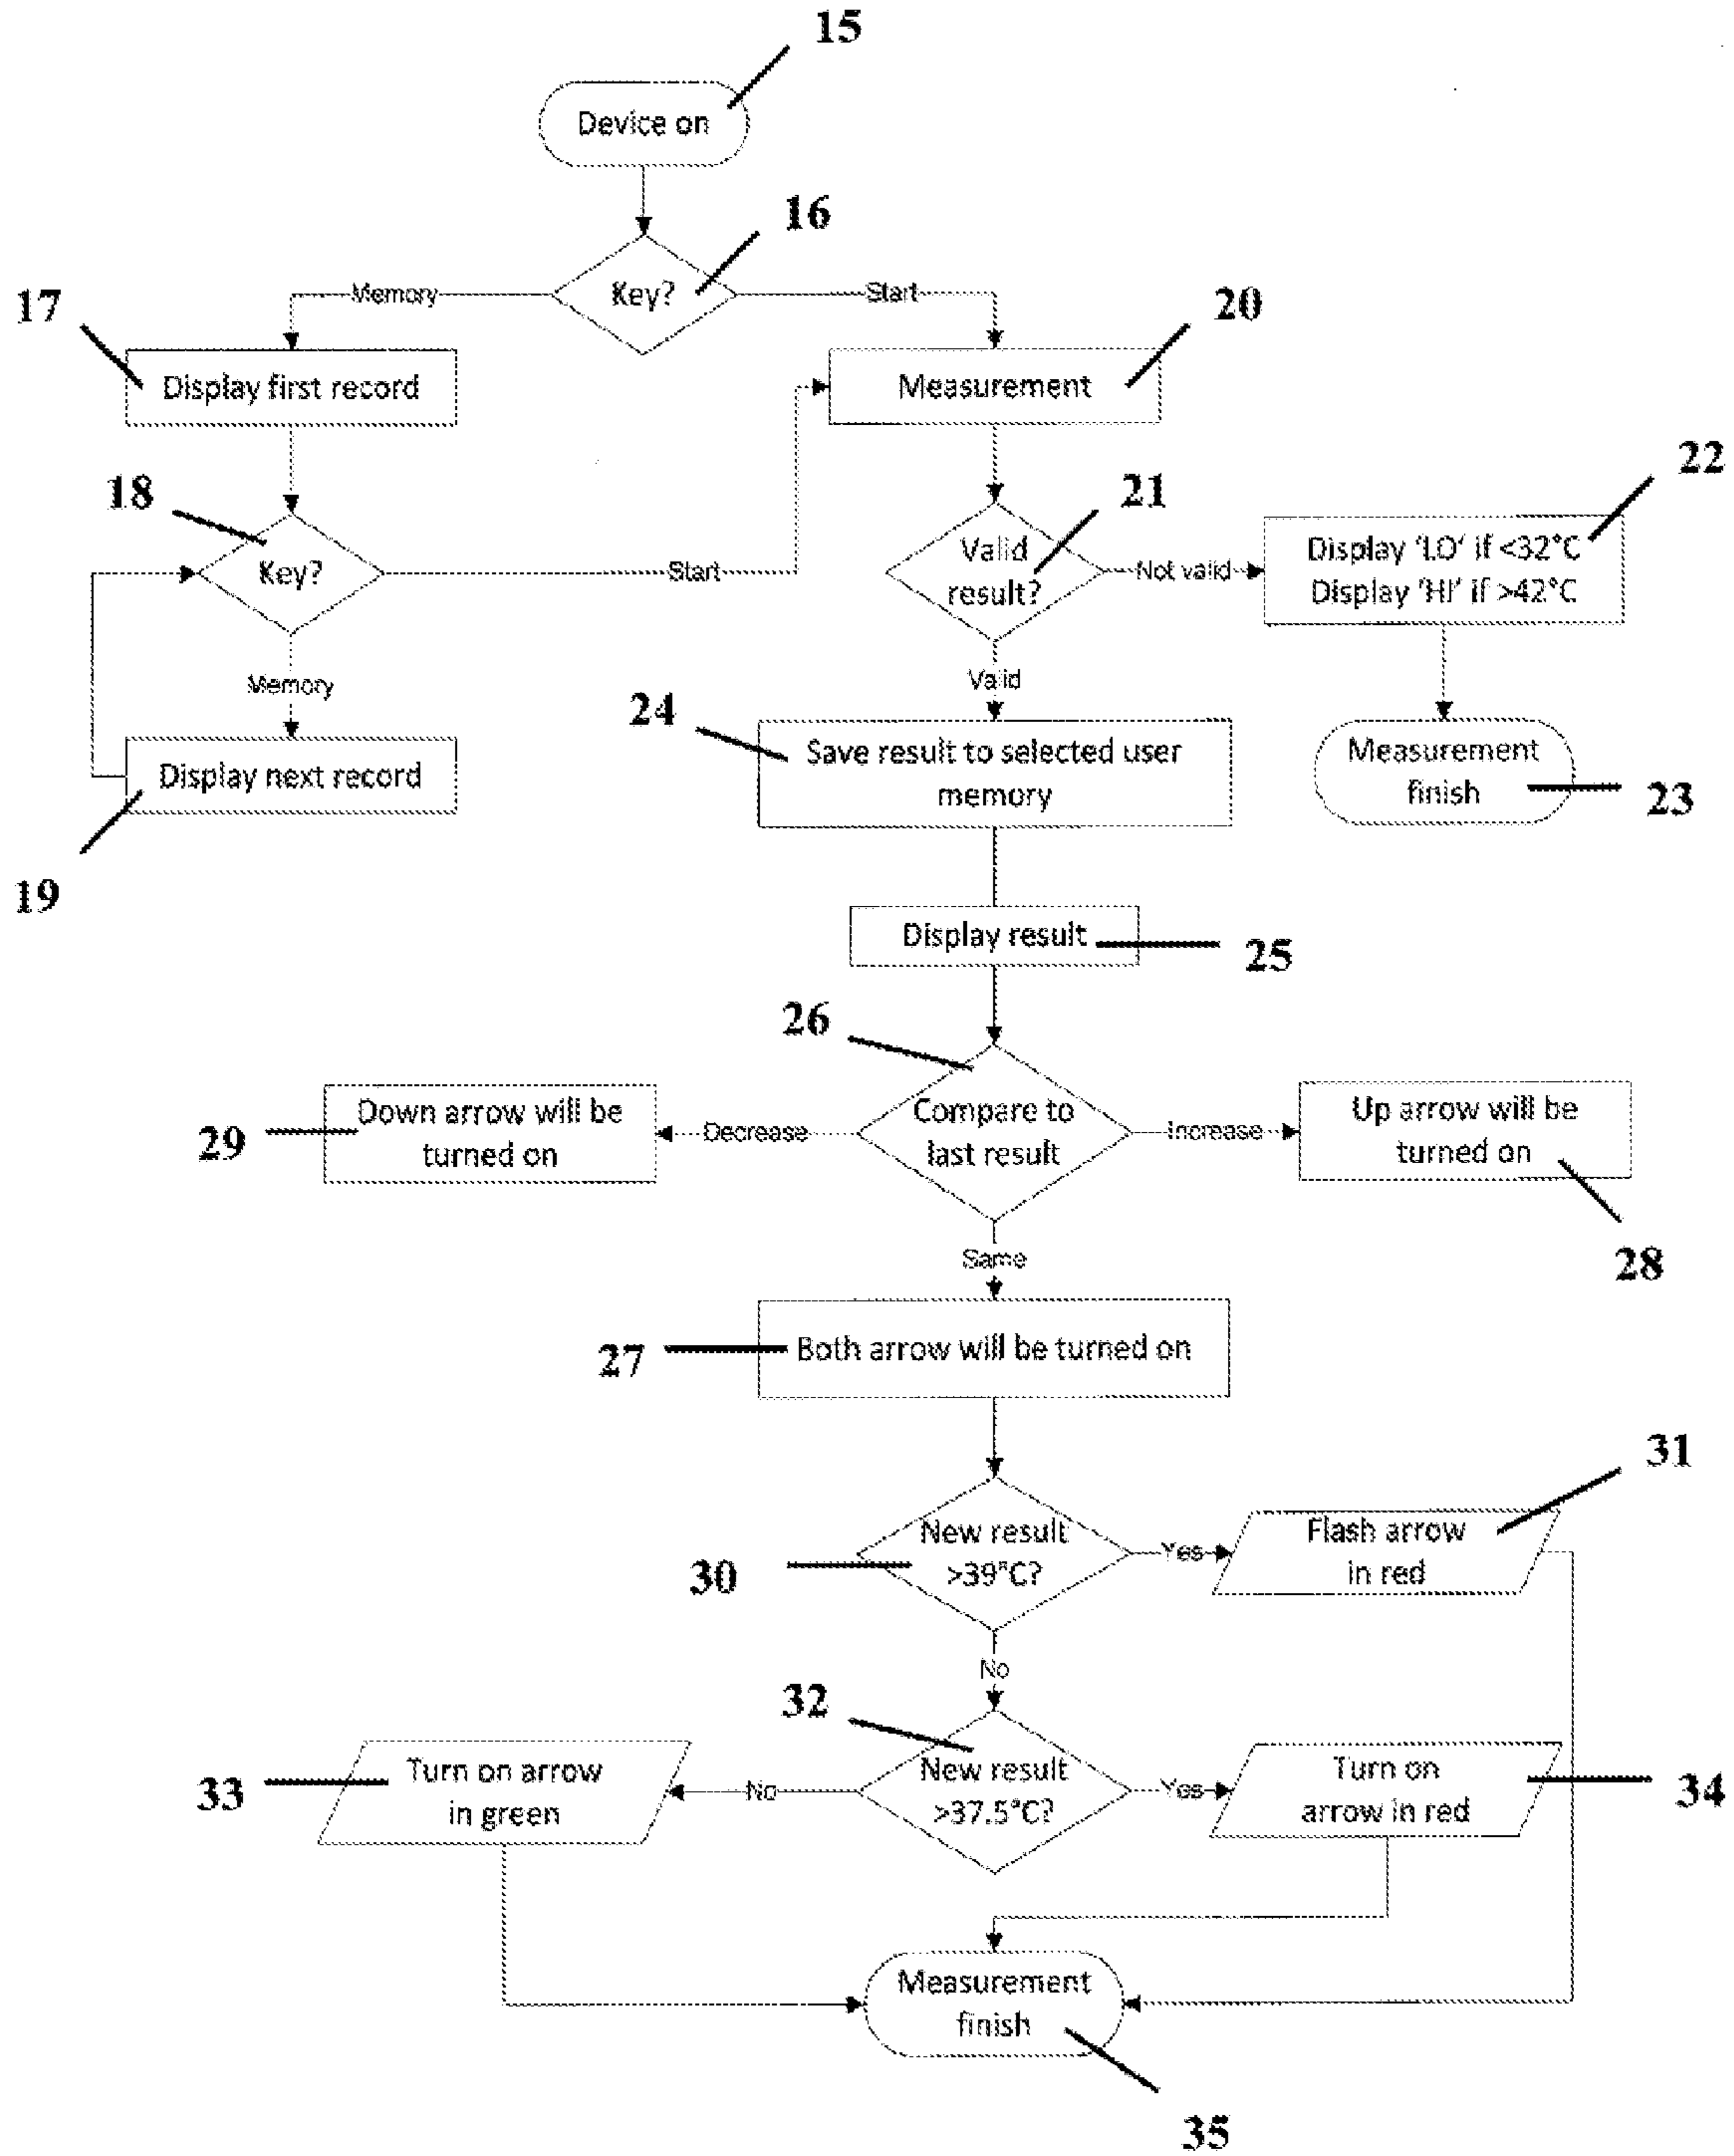 15
Device on
16
Key?
Memory
Start
17
20
Display first record
Measurement
18
21
22
Key?
Start
Valid
result?
Not valid
Display ‘LO‘ if <32°C
Display ‘HI’ if >42°C
Memory
Valid
24
Display next record
Save result to selected user
memory
Measurement
finish
23
19
Display result
25
26
Down arrow will be
turned on
29
Decrease
Compare to
last result
Increase
Up arrow will be
turned on
28
Same
27
Both arrow will be turned on
31
New result
>39°C?
30
Yes
Flash arrow
in red
No
32
33
Turn on arrow
in green
No
New result
>37.5°C?
Yes
Turn on
arrow in red
34
Measurement
finish
35